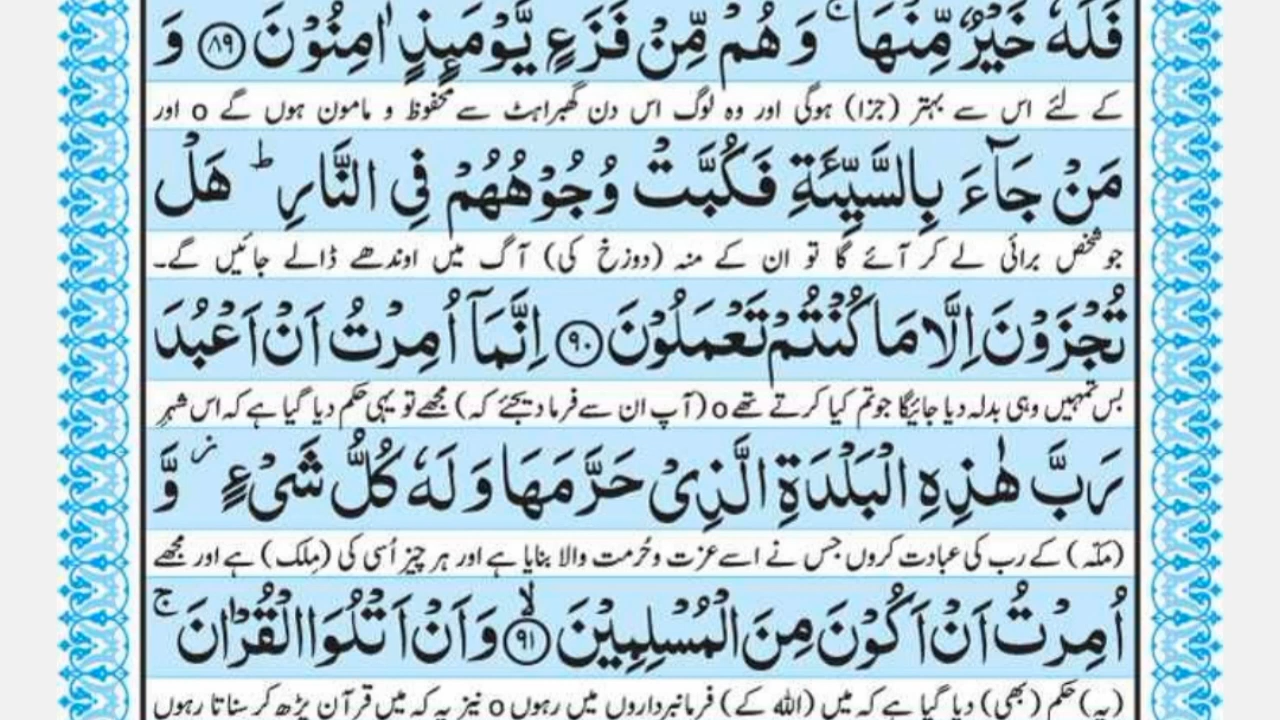 فَلَهٗ خَيْرٌ مِّنْهَا ۚ وَ هُمْ مِّنْ فَزَعٍ يَّوْمَىِٕذٍ اٰمِنُوْنَ ﴿۸۹﴾ وَ
کے لئے اس سے بہتر (جزا) ہوگی اور وہ لوگ اس دن گھبراہٹ سے محفوظ و مامون ہوں گے o اور
مَنْ جَآءَ بِالسَّيِّئَةِ فَكُبَّتْ وُجُوْهُهُمْ فِی النَّارِ ؕ هَلْ
جو شخص برائی لے کر آئے گا تو ان کے منہ (دوزخ کی) آگ میں اوندھے ڈالے جائیں گے۔
تُجْزَوْنَ اِلَّا مَا كُنْتُمْ تَعْمَلُوْنَ ﴿۹۰﴾ اِنَّمَاۤ اُمِرْتُ اَنْ اَعْبُدَ
بس تمہیں وہی بدلہ دیا جائیگا جو تم کیا کرتے تھے o (آپ ان سے فرما دیجئے کہ) مجھے تو یہی حکم دیا گیا ہے کہ اس شہرِ
رَبَّ هٰذِهِ الْبَلْدَةِ الَّذِیْ حَرَّمَهَا وَ لَهٗ كُلُّ شَیْءٍ ؗ وَّ
(مکّہ) کے رب کی عبادت کروں جس نے اسے عزت و حُرمت والا بنایا ہے اور ہر چیز اُسی کی (مِلک) ہے اور مجھے
اُمِرْتُ اَنْ اَكُوْنَ مِنَ الْمُسْلِمِيْنَ ۙ﴿۹۱﴾ وَ اَنْ اَتْلُوَا الْقُرْاٰنَ ۚ
(یہ) حکم (بھی) دیا گیا ہے کہ میں (اللہ کے) فرمانبرداروں میں رہوں o نیز یہ کہ میں قرآن پڑھ کر سناتا رہوں